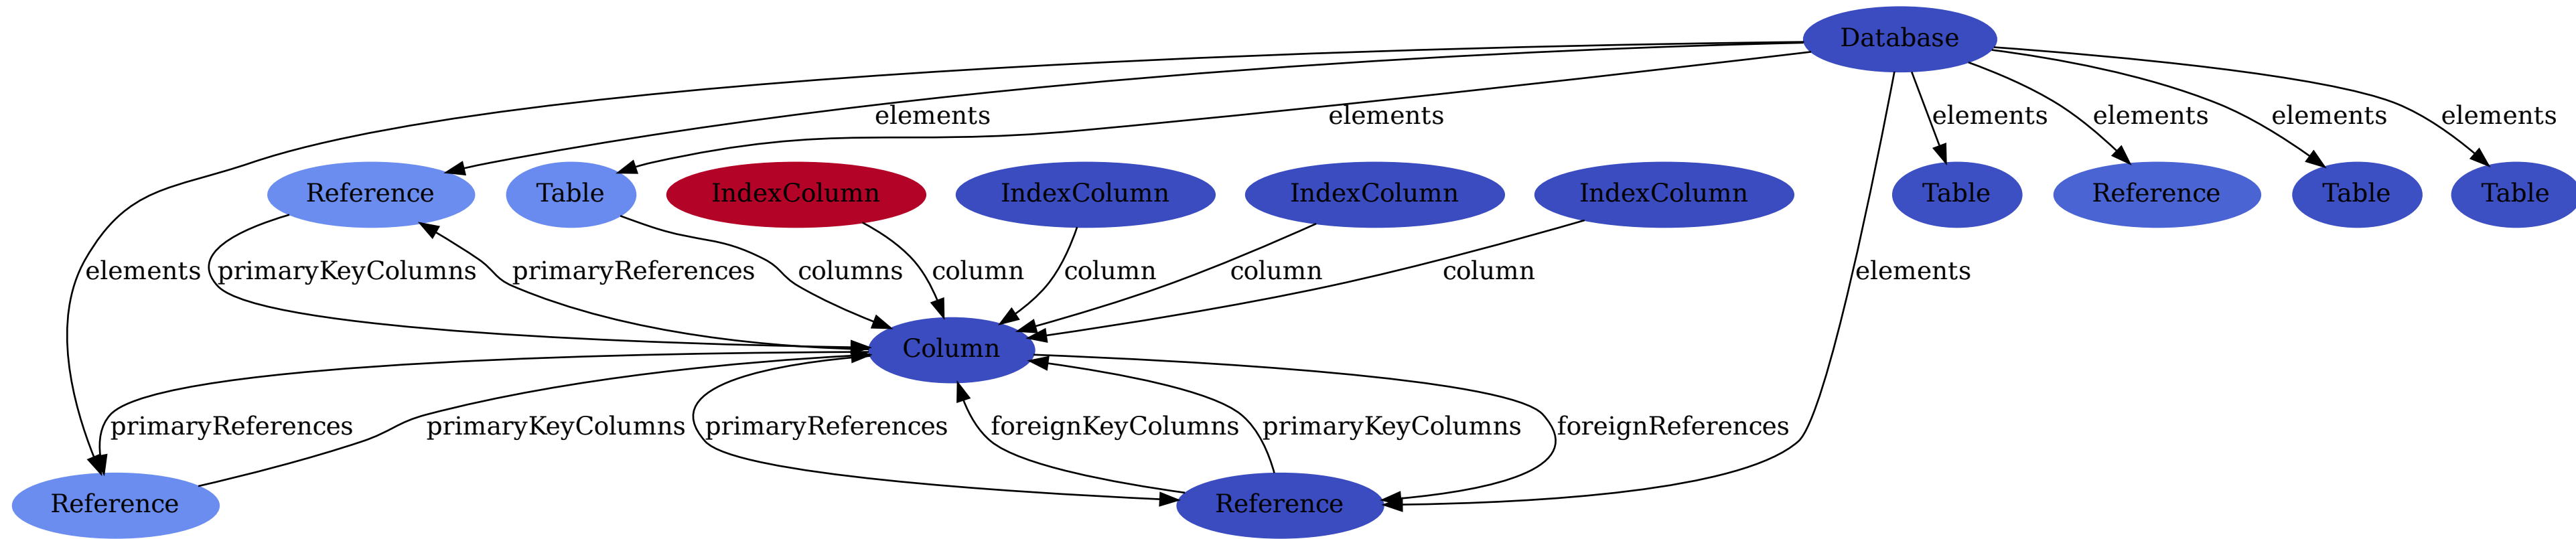 Database
elements
elements
elements
elements
elements
elements
Reference
Table
IndexColumn
IndexColumn
IndexColumn
IndexColumn
Table
Reference
Table
Table
elements
primaryKeyColumns
primaryReferences
columns
column
column
column
column
elements
Column
primaryReferences
primaryKeyColumns
primaryReferences
foreignKeyColumns
primaryKeyColumns
foreignReferences
Reference
Reference